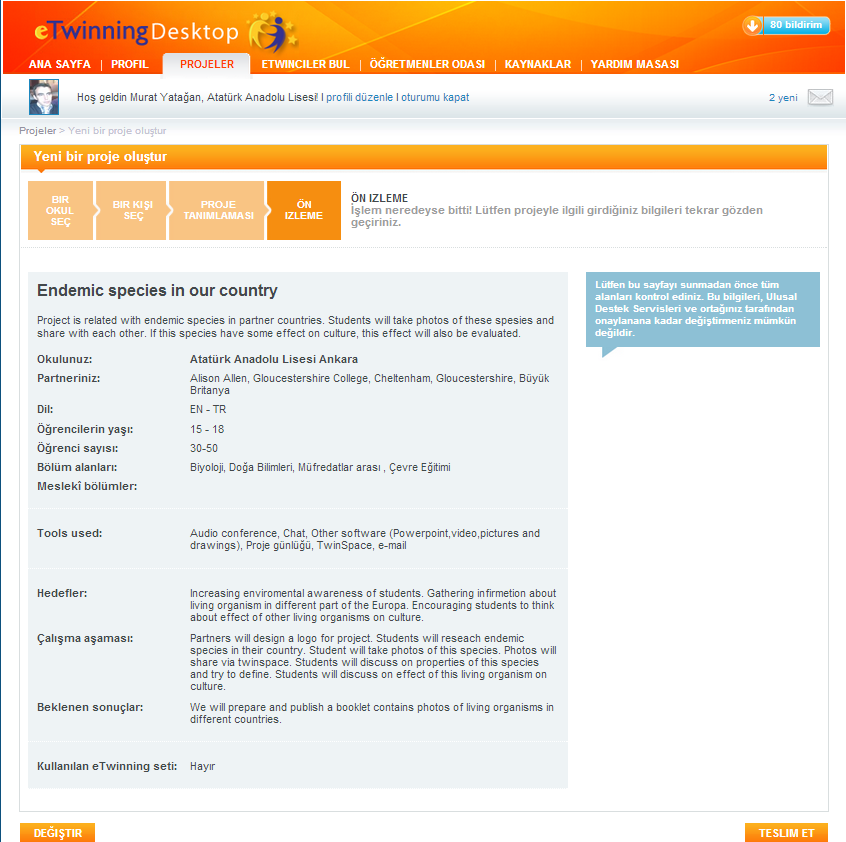 eTwinningDesktop
80 bildirim
ANA SAYFA | PROFIL PROJELER ETWINCILER BUL | ÖĞRETMENLER ODASI | KAYNAKLAR | YARDIM MASASI
Hoş geldin Murat Yatağan, Atatürk Anadolu Lisesi! I profili düzenle I oturumu kapat
2 yeni
Projeler > Yeni bir proje oluştur
Yeni bir proje oluştur
BIR
OKUL
SEÇ
BIR KIŞI
SEÇ
PROJE
TANIMLAMASI
ÖN
IZLEME
ÖN IZLEME
İşlem neredeyse bitti! Lütfen projeyle ilgili girdiğiniz bilgileri tekrar gözden
geçiriniz.
Endemic species in our country
Project is related with endemic species in partner countries. Students will take photos of these spesies and
share with each other. If this species have some effect on culture, this effect will also be evaluated.
Okulunuz: Atatürk Anadolu Lisesi Ankara
Partneriniz: Alison Allen, Gloucestershire College, Cheltenham, Gloucestershire, Büyük
Britanya
Dil: EN - TR
Öğrencilerin yaşı: 15 - 18
Öğrenci sayısı: 30-50
Bölüm alanları: Biyoloji, Doğa Bilimleri, Müfredatlar arası , Çevre Eğitimi
Meslekî bölümler:
Tools used: Audio conference, Chat, Other software (Powerpoint,video,pictures and
drawings), Proje günlüğü, TwinSpace, e-mail
Hedefler: Increasing enviromental awareness of students. Gathering infirmetion about
living organism in different part of the Europa. Encouraging students to think
about effect of other living organisms on culture.
Çalışma aşaması: Partners will design a logo for project. Students will reseach endemic
species in their country. Student will take photos of this species. Photos will
share via twinspace. Students will discuss on properties of this species
and try to define. Students will discuss on effect of this living organism on
culture.
Beklenen sonuçlar: We will prepare and publish a booklet contains photos of living organisms in
different countries.
Kullanılan eTwinning seti: Hayır
Lütfen bu sayfayı sunmadan önce tüm
alanları kontrol ediniz. Bu bilgileri, Ulusal
Destek Servisleri ve ortağınız tarafından
onaylanana kadar değiştirmeniz mümkün
değildir.
DEĞIŞTIR
TESLIM ET